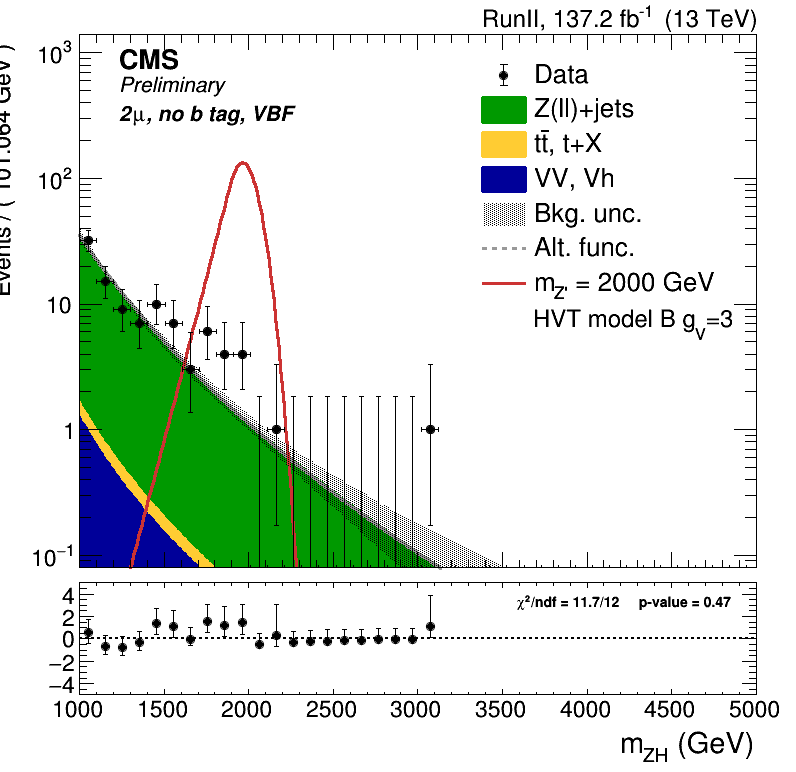 RunII, 137.2 fb⁻¹ (13 TeV)
CMS
Preliminary
2μ, no b tag, VBF
Data
Z(ll)+jets
tt̄, t+X
VV, Vh
Bkg. unc.
Alt. func.
m_Z' = 2000 GeV
HVT model B g_V=3
Events / ( 101.064 GeV )
10³
10²
10
1
10⁻¹
χ²/ndf = 11.7/12 p-value = 0.47
4
2
0
−2
−4
1000 1500 2000 2500 3000 3500 4000 4500 5000
m_ZH (GeV)